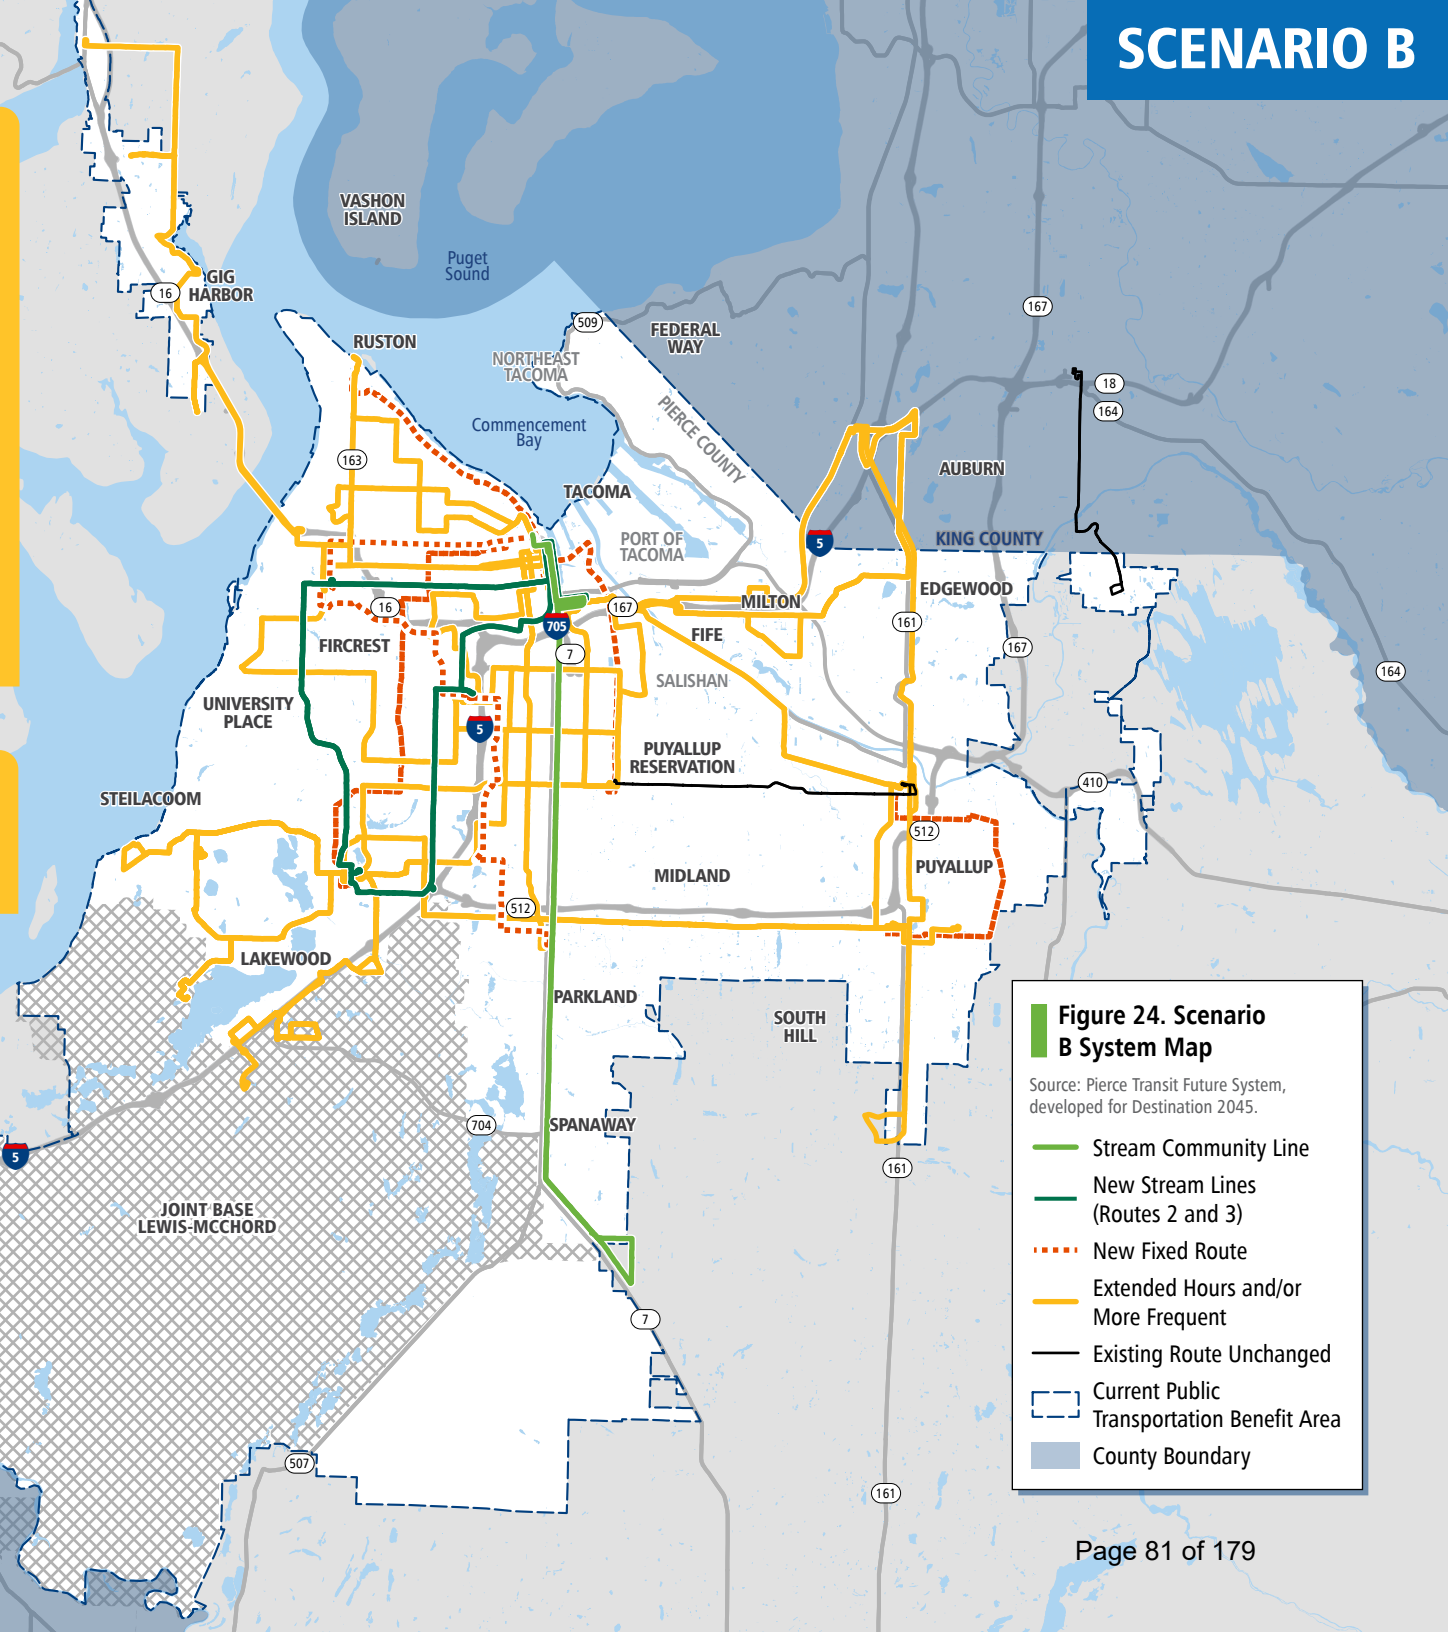 SCENARIO B
VASHON
ISLAND
Puget
Sound
GIG
HARBOR
16
167
509
FEDERAL
WAY
RUSTON
NORTHEAST
TACOMA
18
164
PIERCE COUNTY
Commencement
Bay
163
AUBURN
TACOMA
PORT OF
TACOMA
5
KING COUNTY
EDGEWOOD
16
167
MILTON
705
161
FIFE
FIRCREST
7
167
164
SALISHAN
UNIVERSITY
PLACE
5
PUYALLUP
RESERVATION
410
STEILACOOM
512
PUYALLUP
MIDLAND
512
LAKEWOOD
PARKLAND
SOUTH
HILL
704
SPANAWAY
5
161
JOINT BASE
LEWIS-MCCHORD
7
507
161
Figure 24. Scenario
B System Map
Source: Pierce Transit Future System,
developed for Destination 2045.
Stream Community Line
New Stream Lines
(Routes 2 and 3)
New Fixed Route
Extended Hours and/or
More Frequent
Existing Route Unchanged
Current Public
Transportation Benefit Area
County Boundary
Page 81 of 179